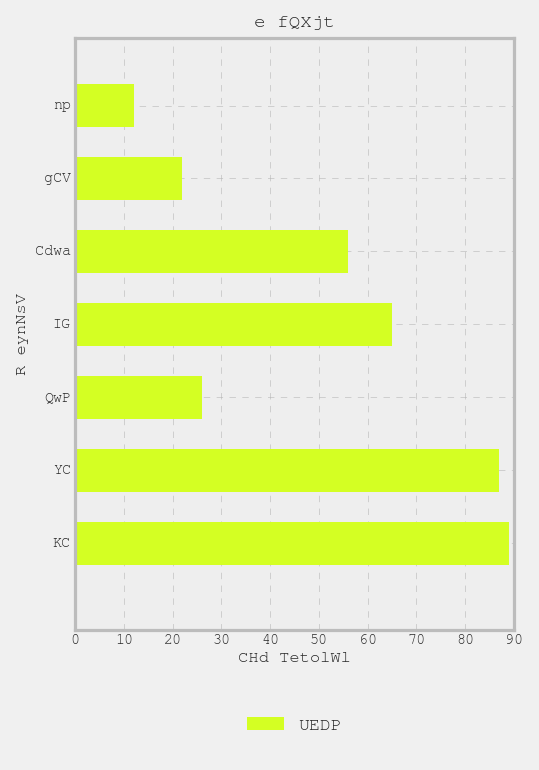 e fQXjt
np
gCV
Cdwa
IG
QwP
YC
KC
R eynNsV
0 10 20 30 40 50 60 70 80 90
CHd TetolWl
UEDP